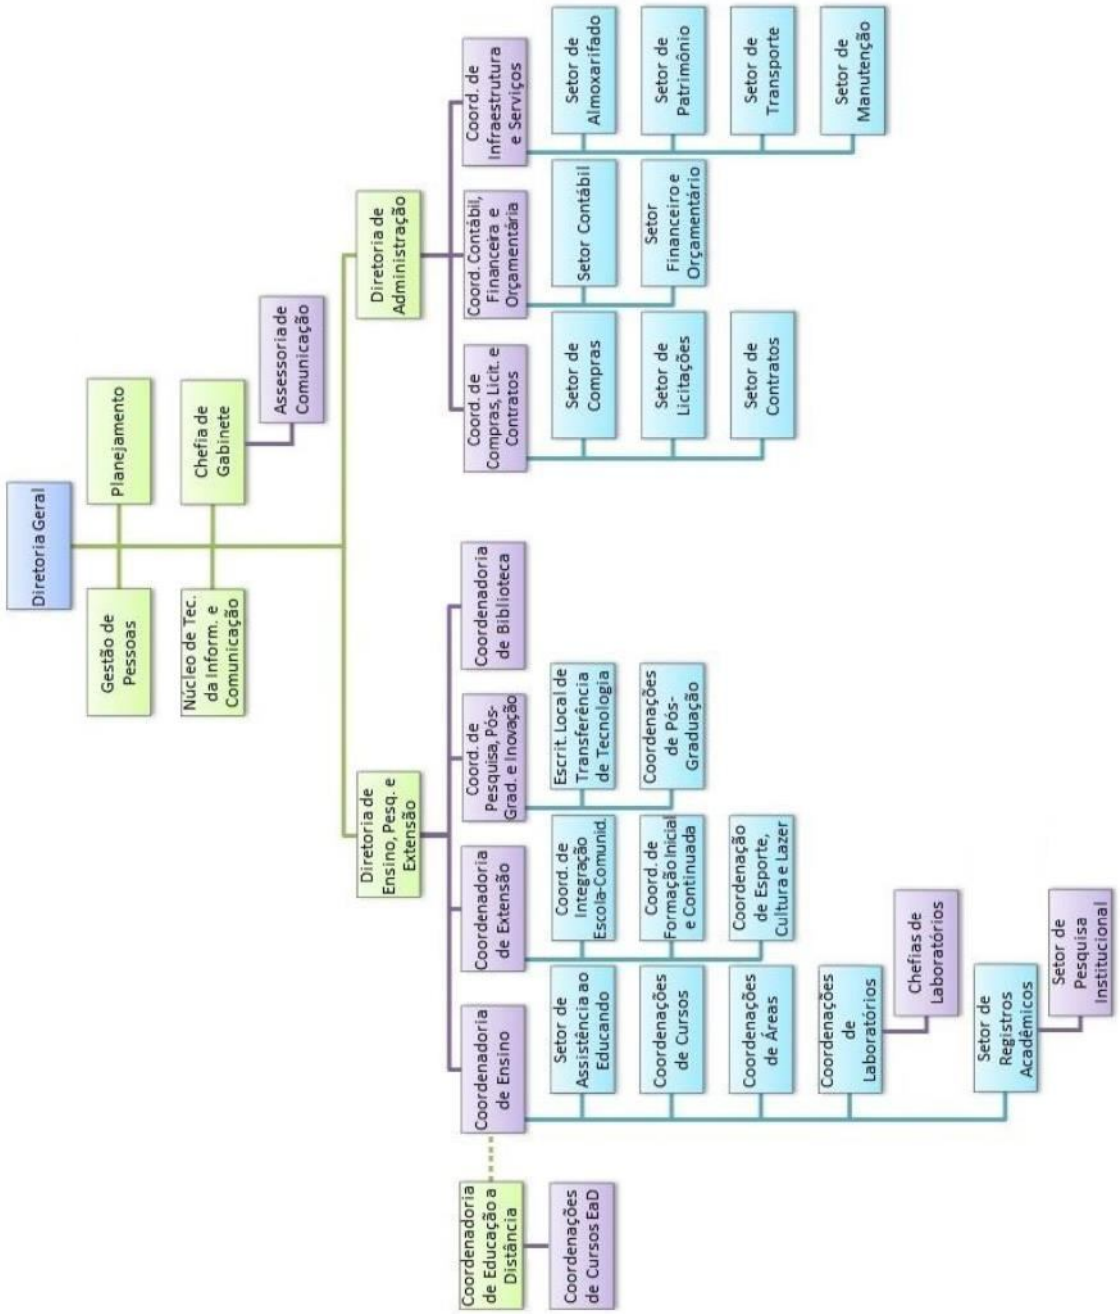 Diretoria Geral
Gestão de
Pessoas
Planejamento
Núcleo de Tec.
da Inform. e
Comunicação
Chefia de
Gabinete
Assessoria de
Comunicação
Diretoria de
Ensino, Pesq. e
Extensão
Diretoria de
Administração
Coordenadoria
de Educação a
Distância
Coordenações
de Cursos EaD
Coordenadoria
de Ensino
Setor de
Assistência ao
Educando
Coordenações
de Cursos
Coordenações
de Áreas
Coordenações
de
Laboratórios
Chefias de
Laboratórios
Setor de
Registros
Acadêmicos
Setor de
Pesquisa
Institucional
Coordenadoria
de Extensão
Coord. de
Integração
Escola-Comunid.
Coord. de
Formação Inicial
e Continuada
Coordenação
de Esporte,
Cultura e Lazer
Coord. de
Pesquisa, Pós-
Grad. e Inovação
Escrit. Local de
Transferência
de Tecnologia
Coordenações
de Pós-
Graduação
Coordenadoria
de Biblioteca
Coord. de
Compras, Licit. e
Contratos
Setor de
Compras
Setor de
Licitações
Setor de
Contratos
Coord. Contábil,
Financeira e
Orçamentária
Setor Contábil
Setor
Financeiro e
Orçamentário
Coord. de
Infraestrutura
e Serviços
Setor de
Almoxarifado
Setor de
Patrimônio
Setor de
Transporte
Setor de
Manutenção